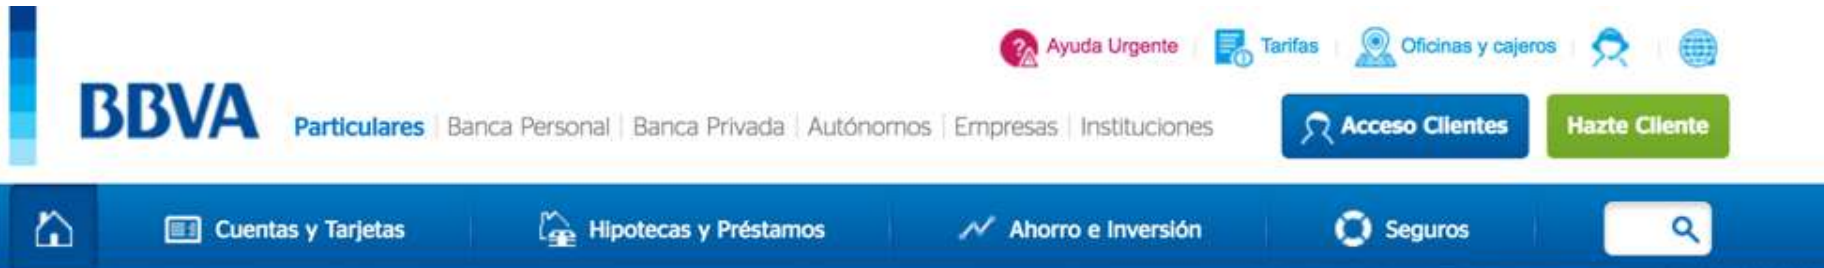 Ayuda Urgente Tarifas Oficinas y cajeros
BBVA Particulares Banca Personal Banca Privada Autónomos Empresas Instituciones Acceso Clientes Hazte Cliente
Cuentas y Tarjetas Hipotecas y Préstamos Ahorro e Inversión Seguros